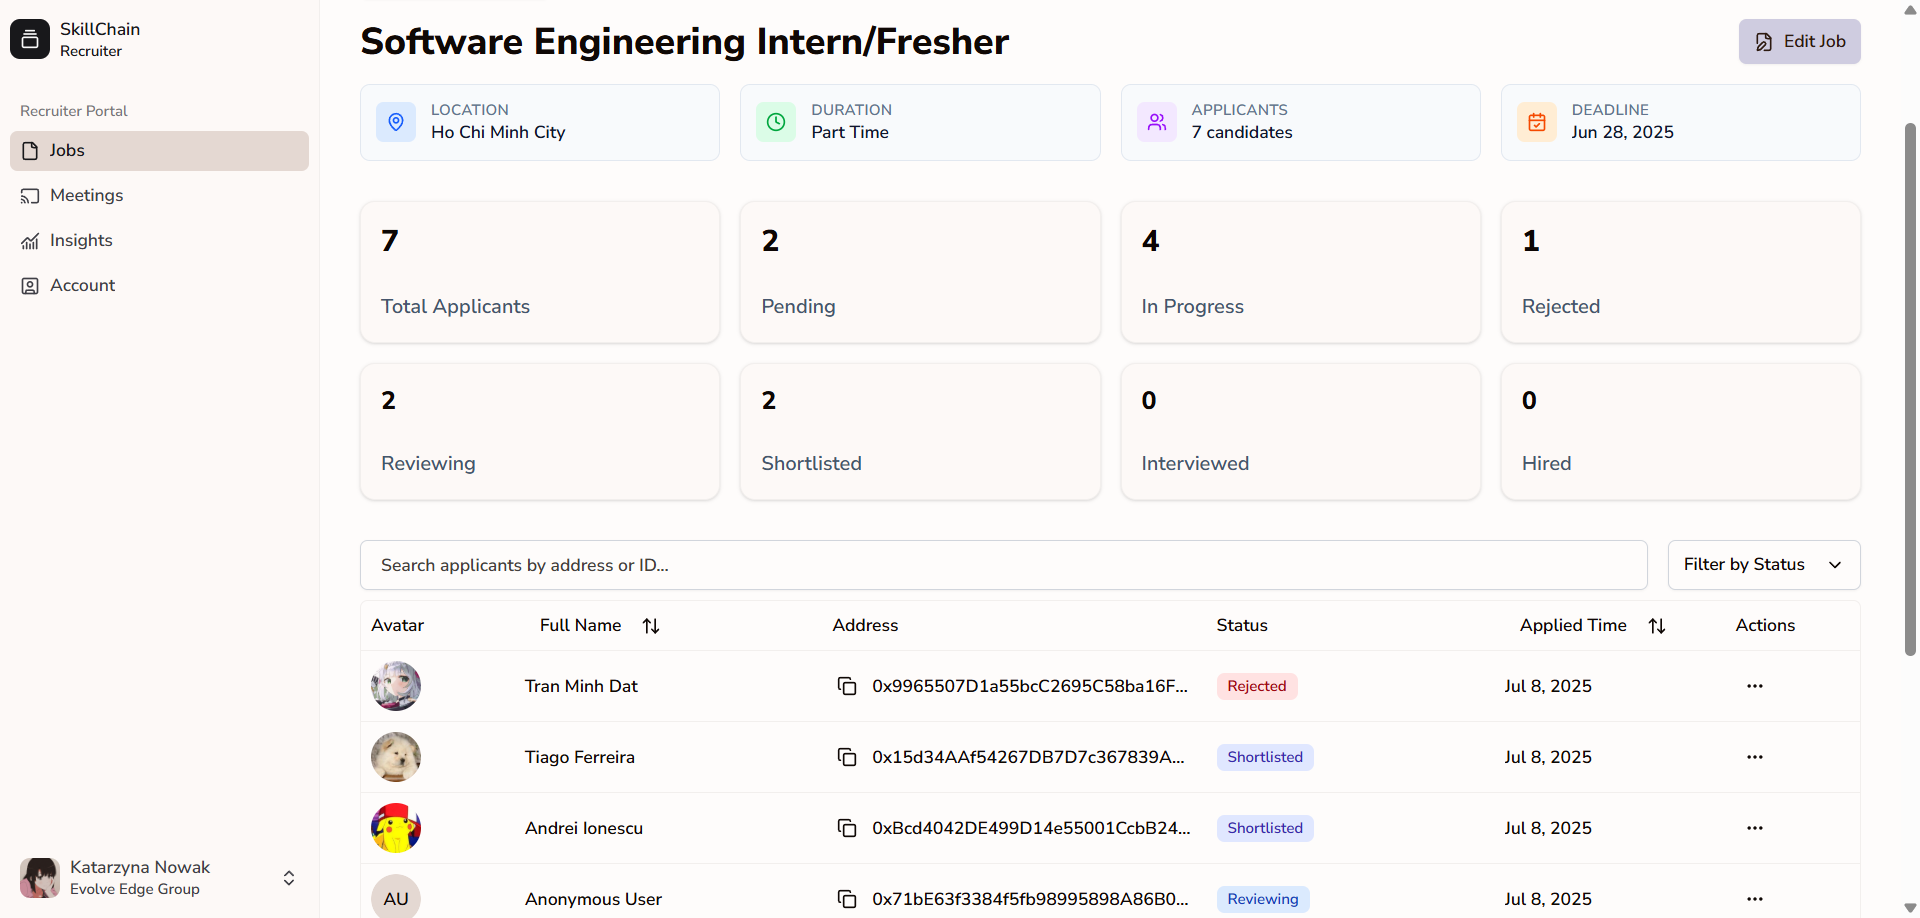 SkillChain
Recruiter
Recruiter Portal
Jobs
Meetings
Insights
Account
Katarzyna Nowak
Evolve Edge Group
Software Engineering Intern/Fresher
Edit Job
LOCATION
Ho Chi Minh City
DURATION
Part Time
APPLICANTS
7 candidates
DEADLINE
Jun 28, 2025
7
Total Applicants
2
Pending
4
In Progress
1
Rejected
2
Reviewing
2
Shortlisted
0
Interviewed
0
Hired
Search applicants by address or ID...
Filter by Status
Avatar Full Name Address Status Applied Time Actions
Tran Minh Dat 0x9965507D1a55bcC2695C58ba16F... Rejected Jul 8, 2025
Tiago Ferreira 0x15d34AAf54267DB7D7c367839A... Shortlisted Jul 8, 2025
Andrei Ionescu 0xBcd4042DE499D14e55001CcbB24... Shortlisted Jul 8, 2025
AU Anonymous User 0x71bE63f3384f5fb98995898A86B0... Reviewing Jul 8, 2025